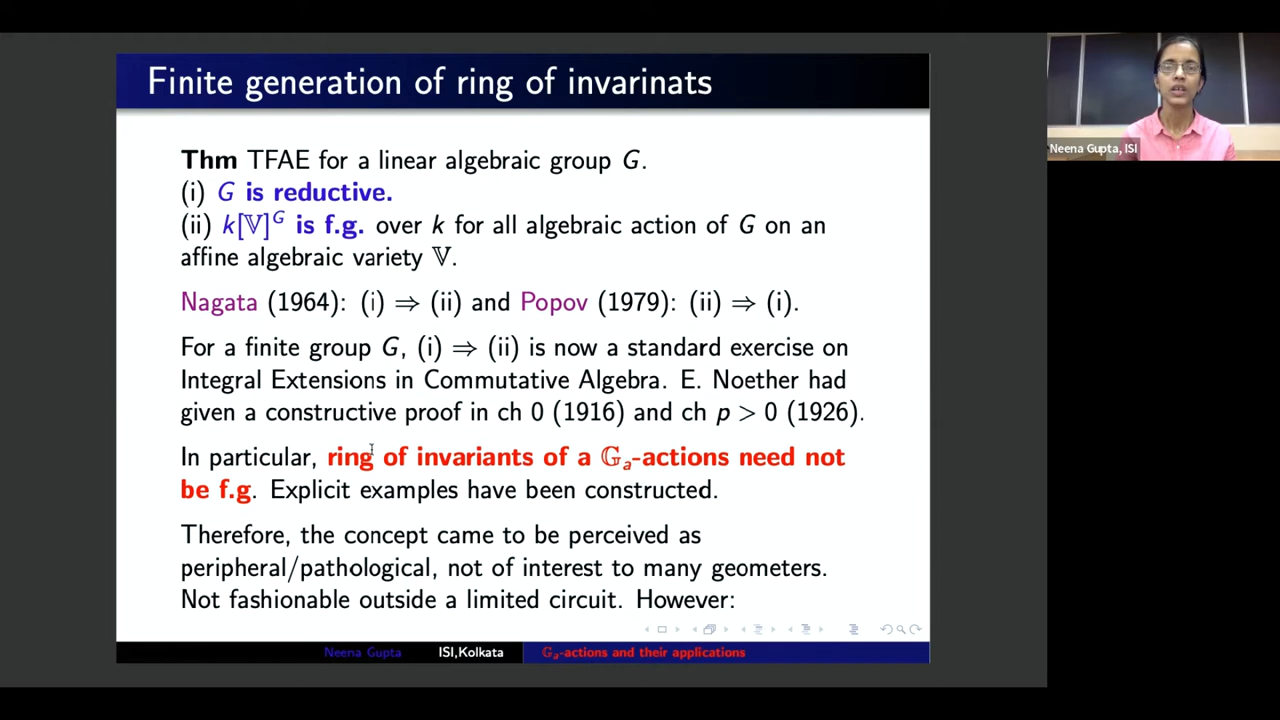 Finite generation of ring of invarinats
Thm TFAE for a linear algebraic group G.
(i) G is reductive.
(ii) k[𝕍]^G is f.g. over k for all algebraic action of G on an
affine algebraic variety 𝕍.
Nagata (1964): (i) ⇒ (ii) and Popov (1979): (ii) ⇒ (i).
For a finite group G, (i) ⇒ (ii) is now a standard exercise on
Integral Extensions in Commutative Algebra. E. Noether had
given a constructive proof in ch 0 (1916) and ch p > 0 (1926).
In particular, ring of invariants of a 𝔾ₐ-actions need not
be f.g. Explicit examples have been constructed.
Therefore, the concept came to be perceived as
peripheral/pathological, not of interest to many geometers.
Not fashionable outside a limited circuit. However:
Neena Gupta ISI,Kolkata 𝔾ₐ-actions and their applications
Neena Gupta, ISI